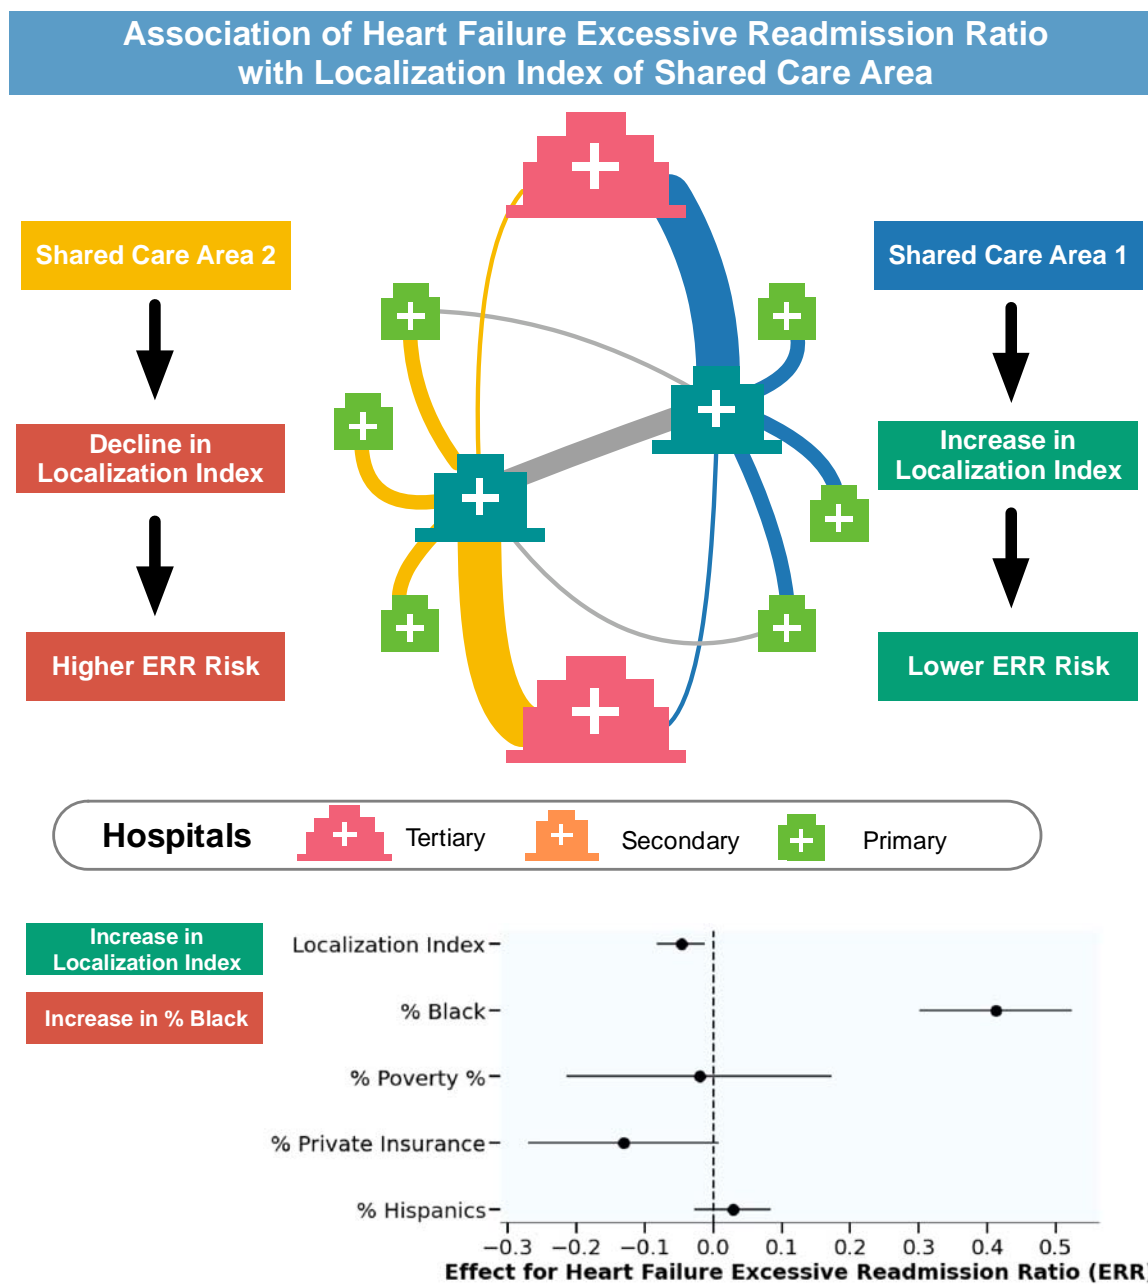 Association of Heart Failure Excessive Readmission Ratio
with Localization Index of Shared Care Area
Shared Care Area 2
Shared Care Area 1
Decline in
Localization Index
Increase in
Localization Index
Higher ERR Risk
Lower ERR Risk
Hospitals
Tertiary
Secondary
Primary
Increase in
Localization Index
Increase in % Black
Localization Index
% Black
% Poverty %
% Private Insurance
% Hispanics
−0.3 −0.2 −0.1 0.0 0.1 0.2 0.3 0.4 0.5
Effect for Heart Failure Excessive Readmission Ratio (ERR